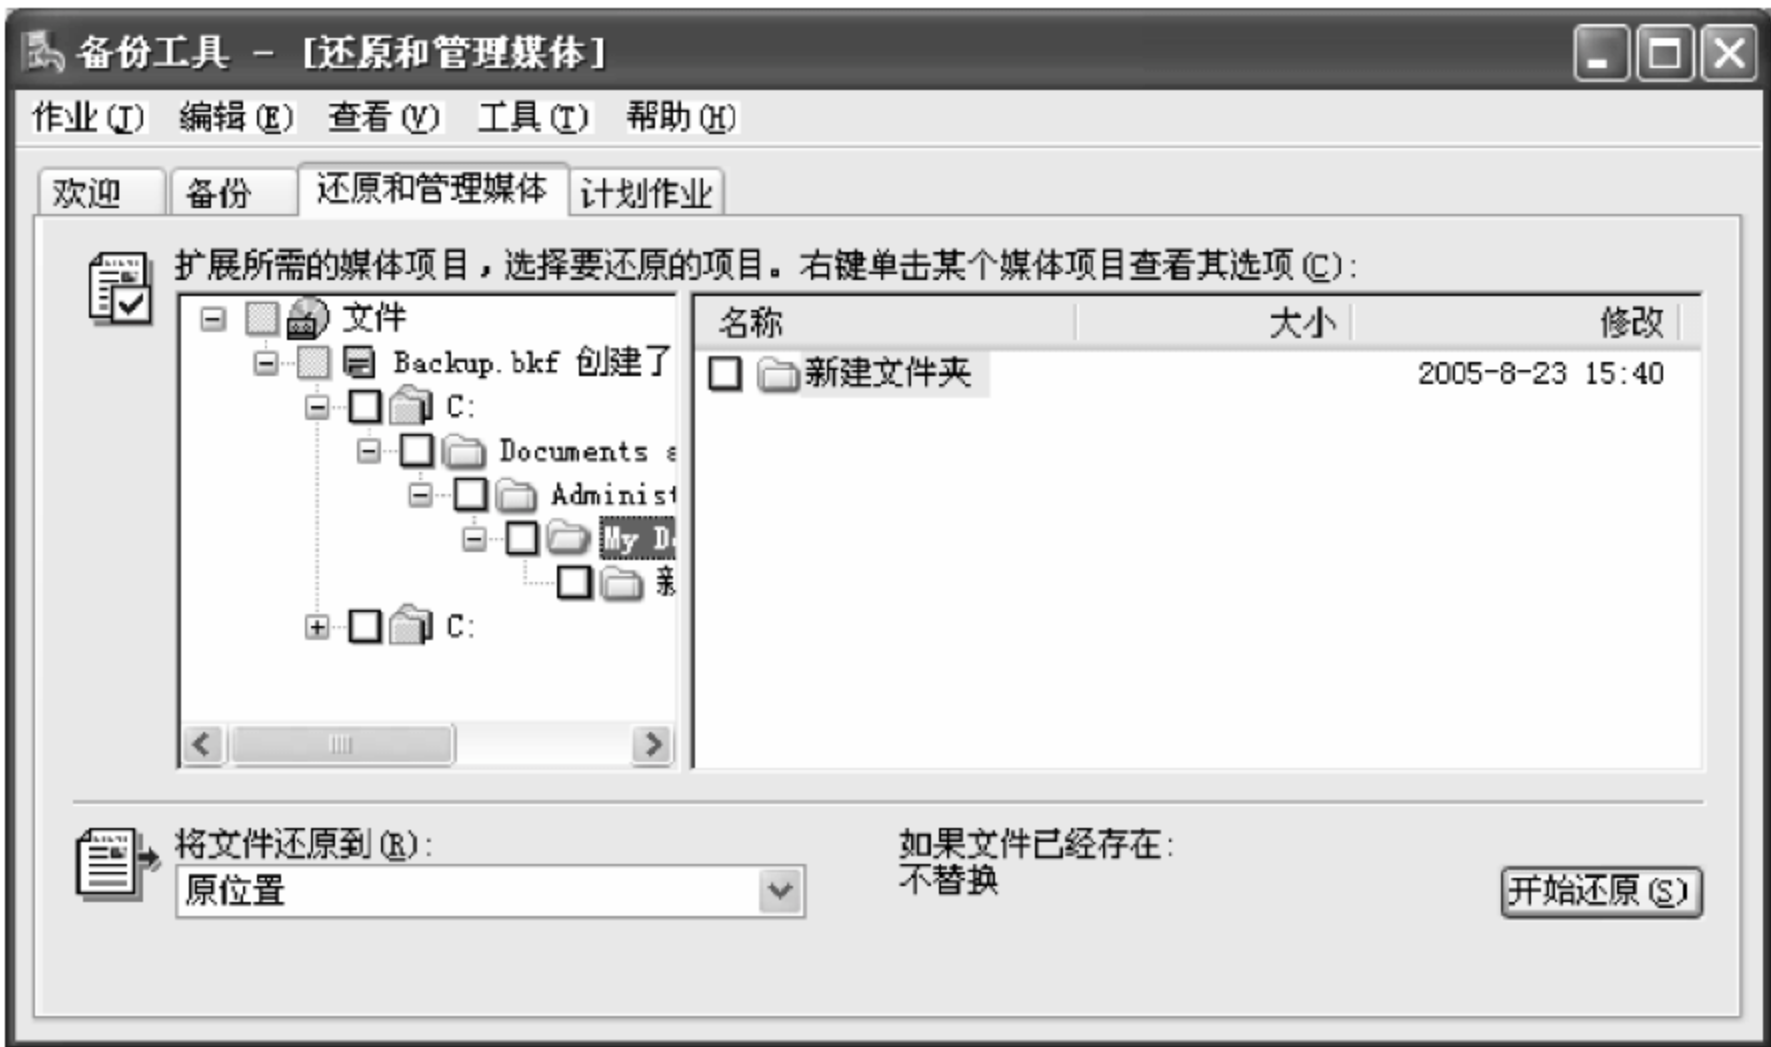 备份工具 - [还原和管理媒体]
作业(J) 编辑(E) 查看(V) 工具(T) 帮助(H)
欢迎 备份 还原和管理媒体 计划作业
扩展所需的媒体项目，选择要还原的项目。右键单击某个媒体项目查看其选项(C):
文件
Backup.bkf 创建了
C:
Documents a
Administ
My D
新
C:
名称 大小 修改
新建文件夹 2005-8-23 15:40
将文件还原到(R):
原位置
如果文件已经存在:
不替换
开始还原(S)